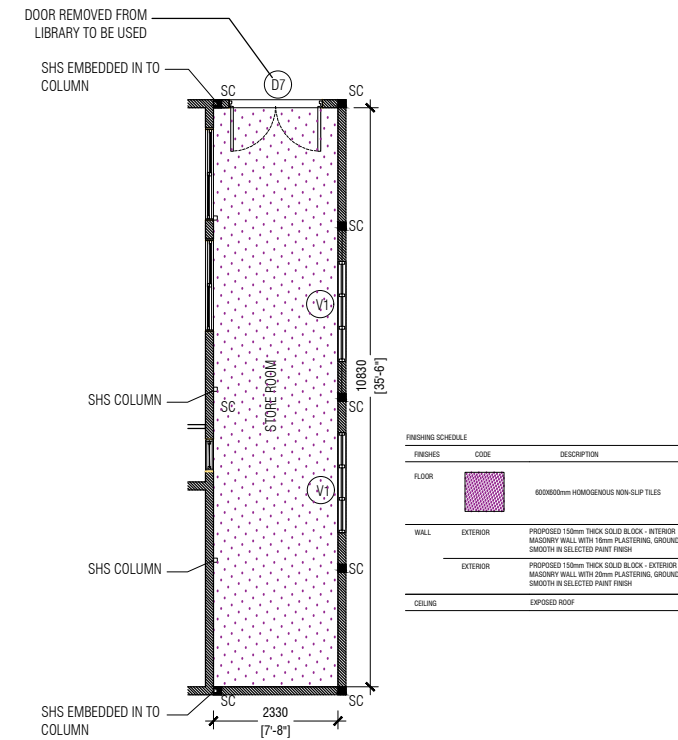 DOOR REMOVED FROM
LIBRARY TO BE USED
D7
SHS EMBEDDED IN TO
COLUMN
SC
SC
SC
V1
10830
[35'-6"]
STORE ROOM
SHS COLUMN
SC
SC
V1
SHS COLUMN
SC
SC
SC
SHS EMBEDDED IN TO
COLUMN
2330
[7'-8"]
FINISHING SCHEDULE
FINISHES CODE DESCRIPTION
FLOOR
600X600mm HOMOGENOUS NON-SLIP TILES
WALL EXTERIOR PROPOSED 150mm THICK SOLID BLOCK - INTERIOR
MASONRY WALL WITH 16mm PLASTERING, GROUND
SMOOTH IN SELECTED PAINT FINISH
EXTERIOR PROPOSED 150mm THICK SOLID BLOCK - EXTERIOR
MASONRY WALL WITH 20mm PLASTERING, GROUND
SMOOTH IN SELECTED PAINT FINISH
CEILING EXPOSED ROOF